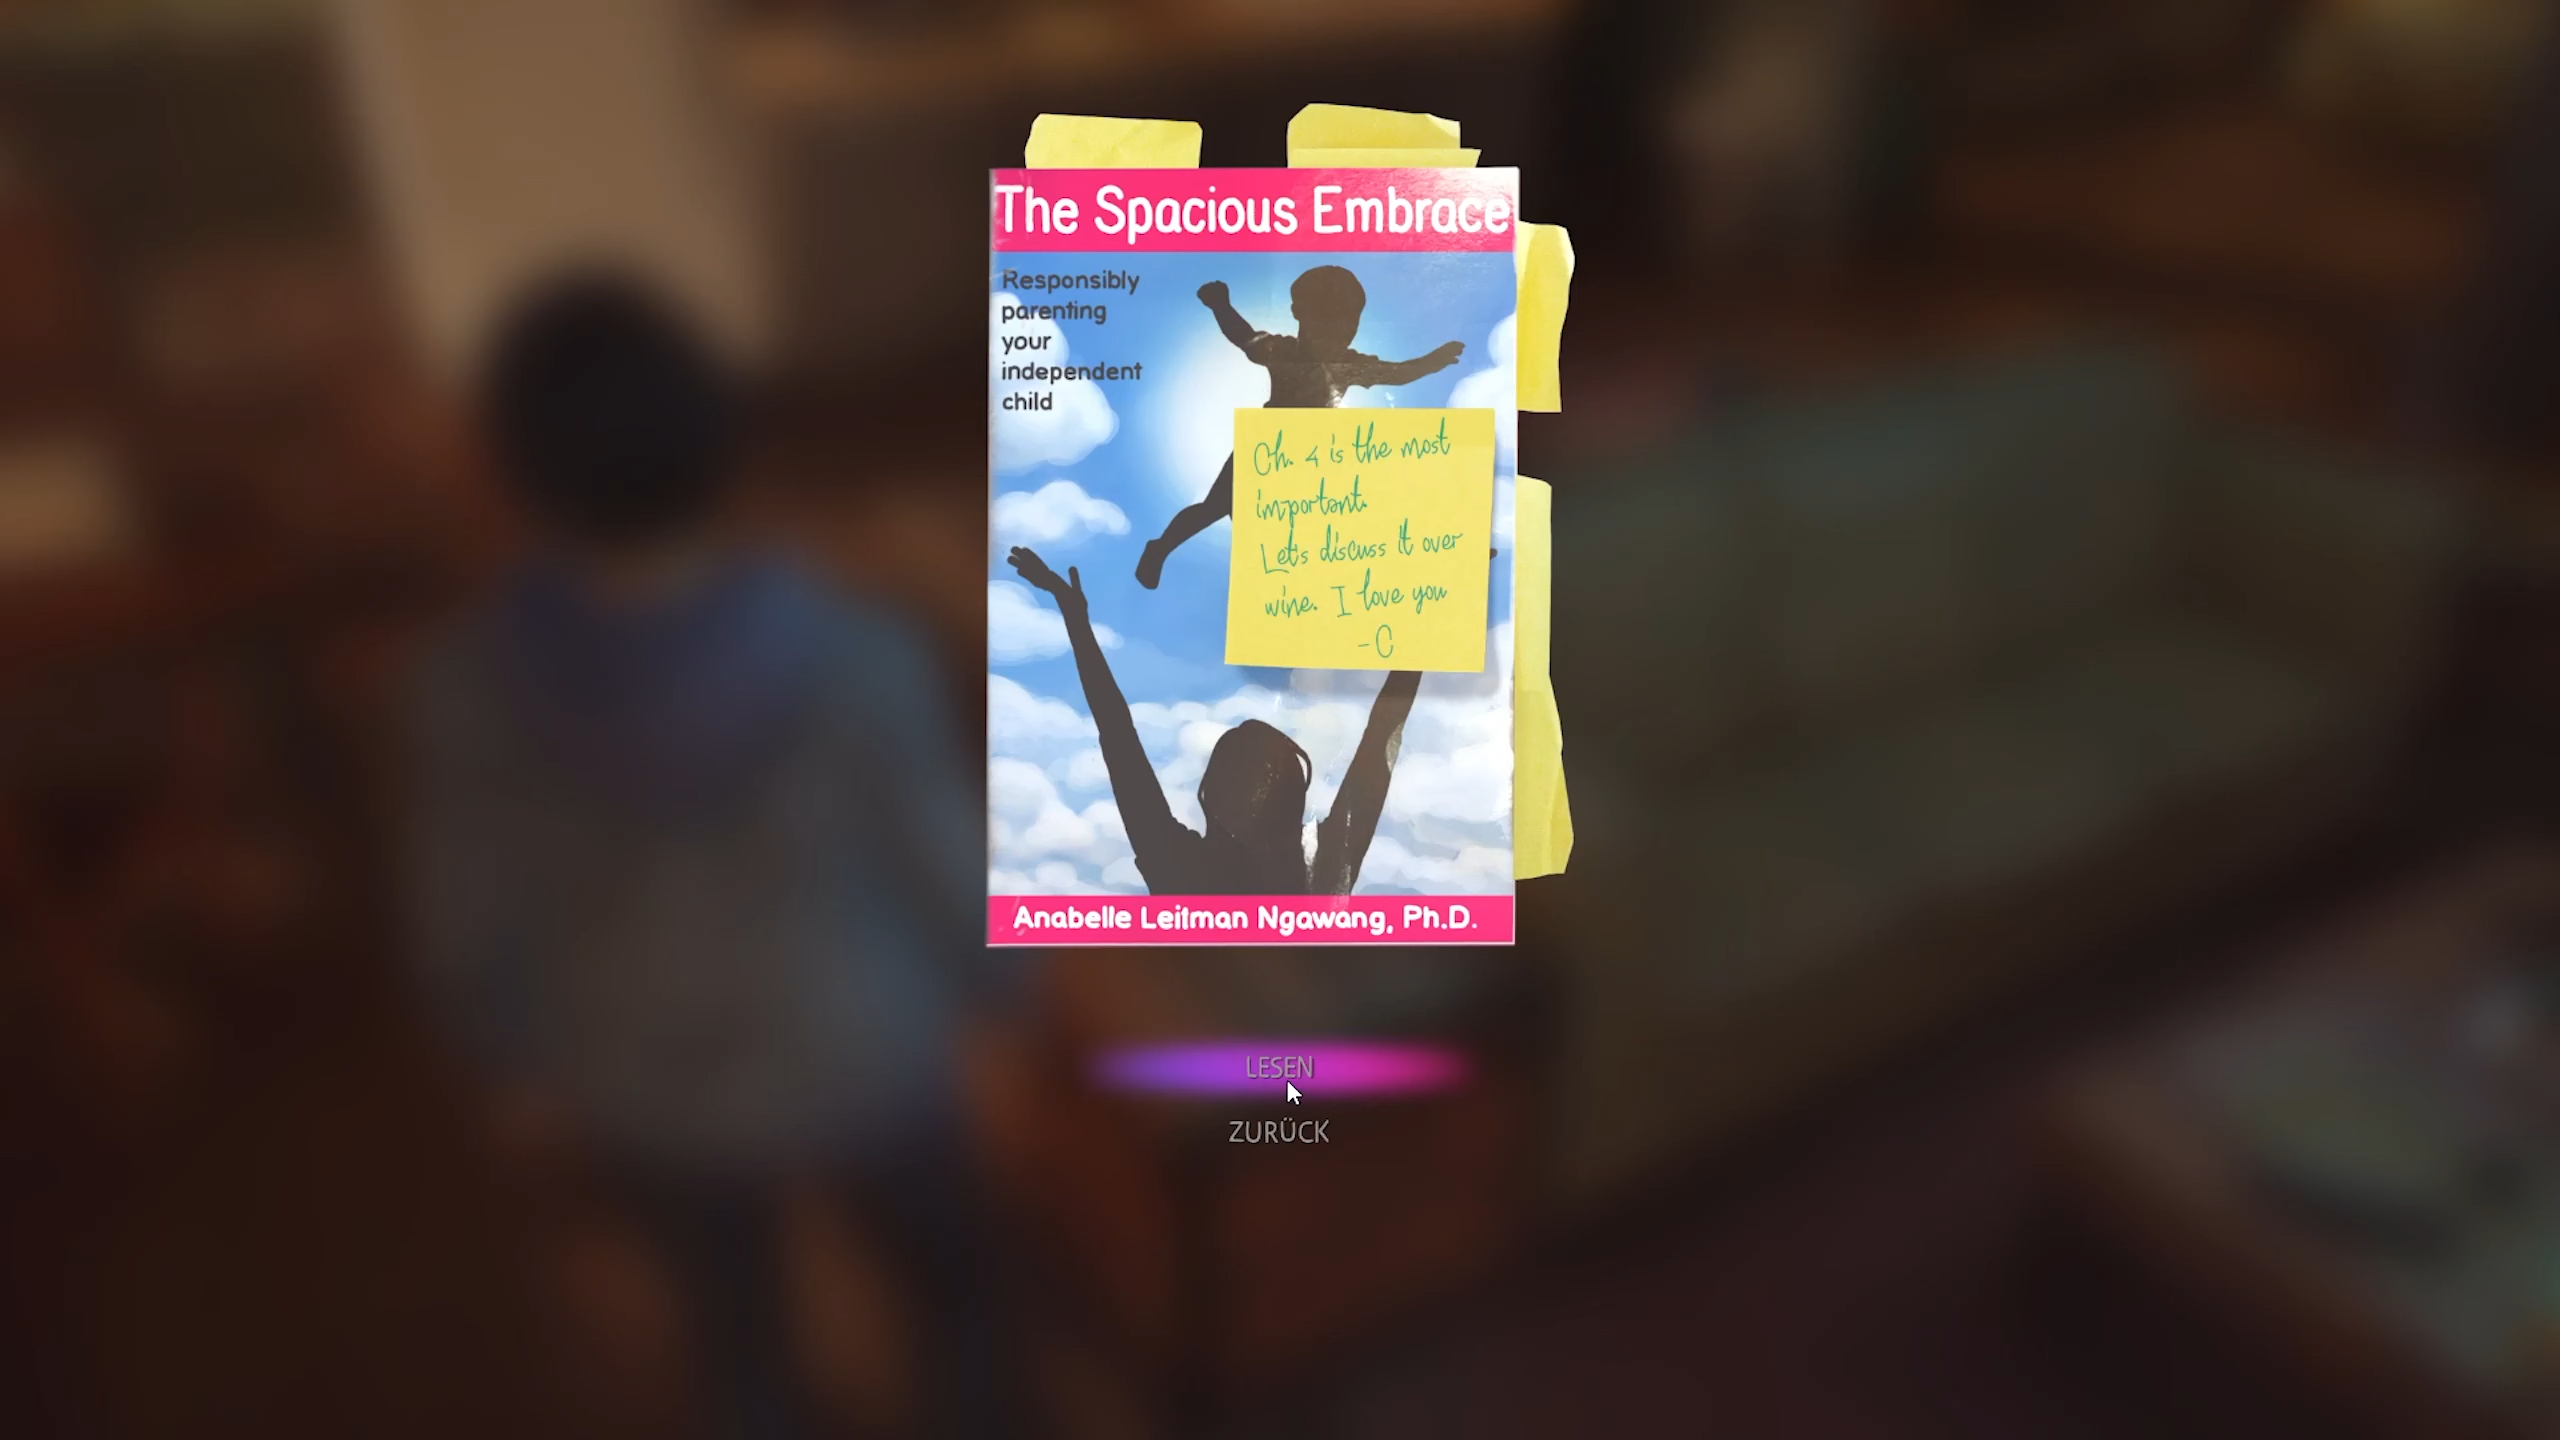 The Spacious Embrace
Responsibly
parenting
your
independent
child
Ch. 4 is the most
important.
Let's discuss it over
wine. I love you
-C
Anabelle Leitman Ngawang, Ph.D.
LESEN
ZURÜCK